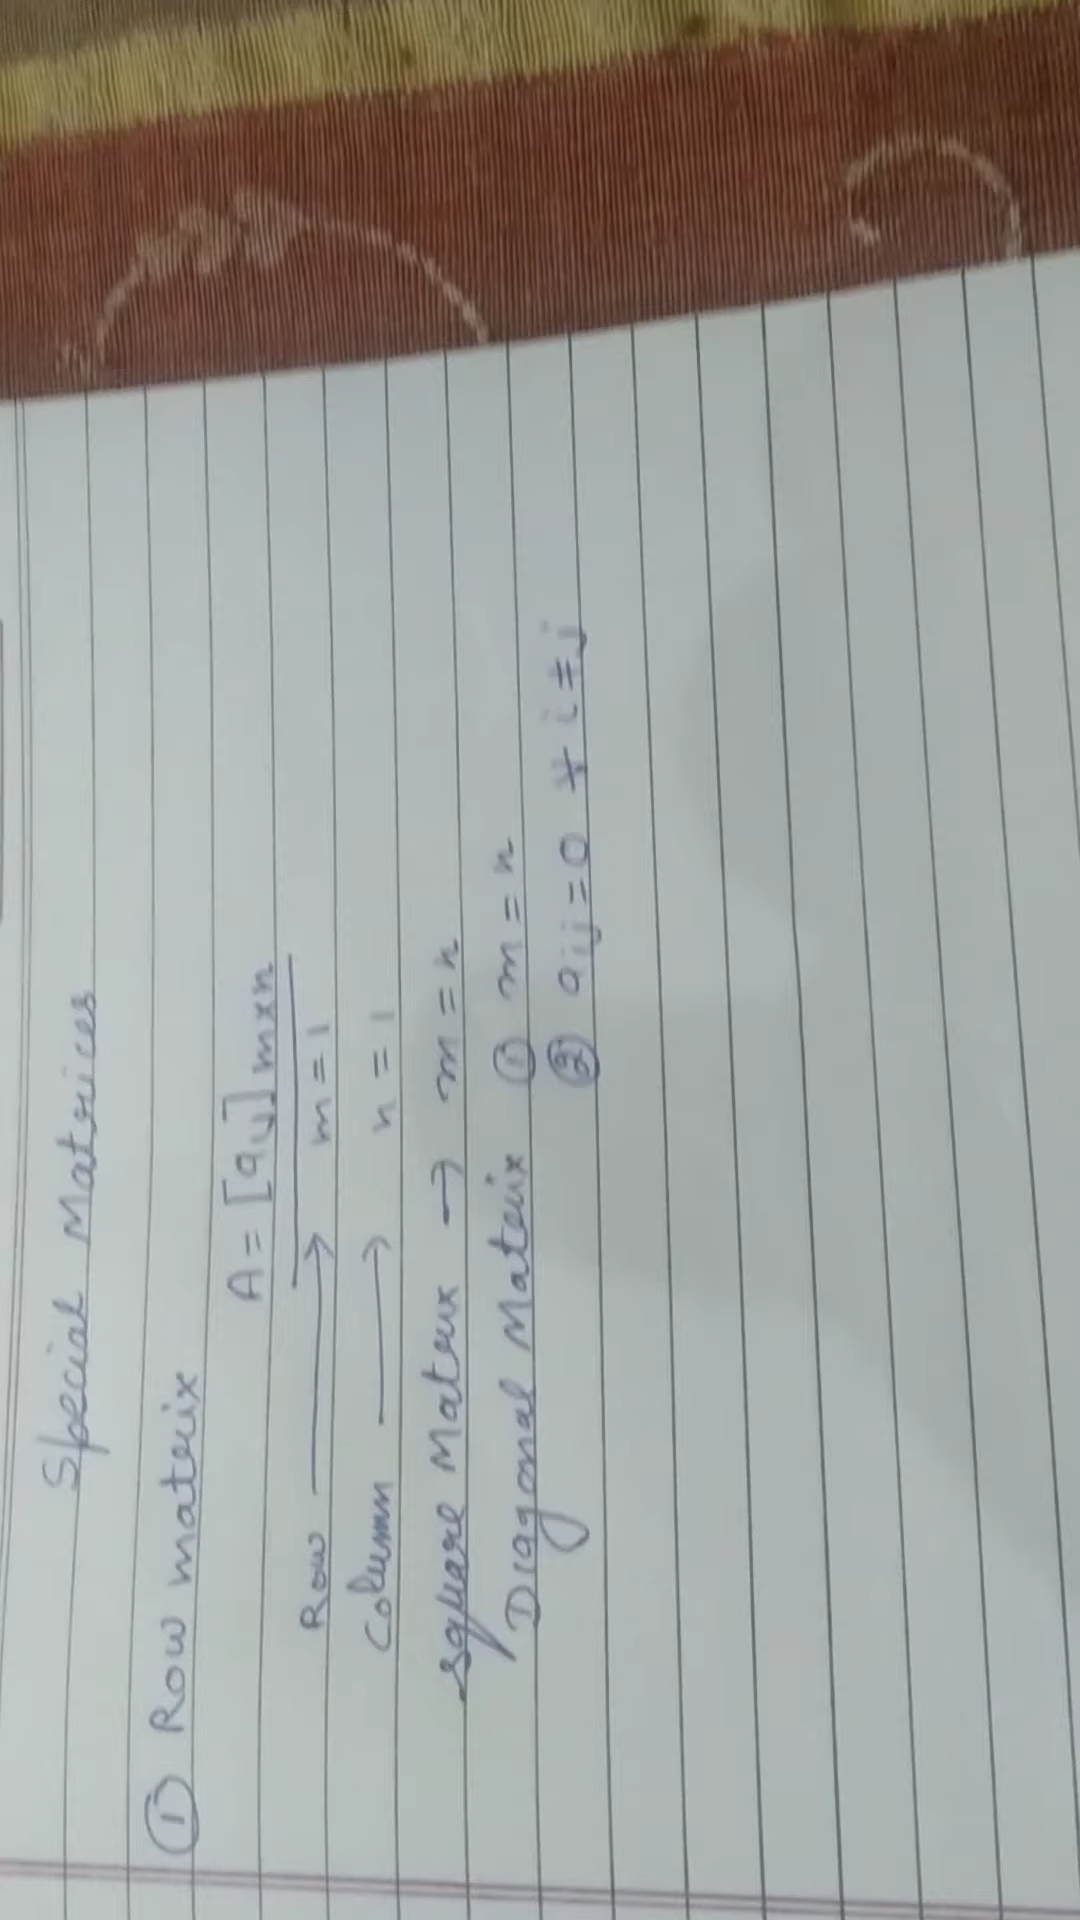 Special Matrices
① Row matrix
A = [aij] m×n
Row → m = 1
Column → n = 1
Square Matrix → m = n
Diagonal Matrix ① m = n
② aij = 0 ∀ i ≠ j